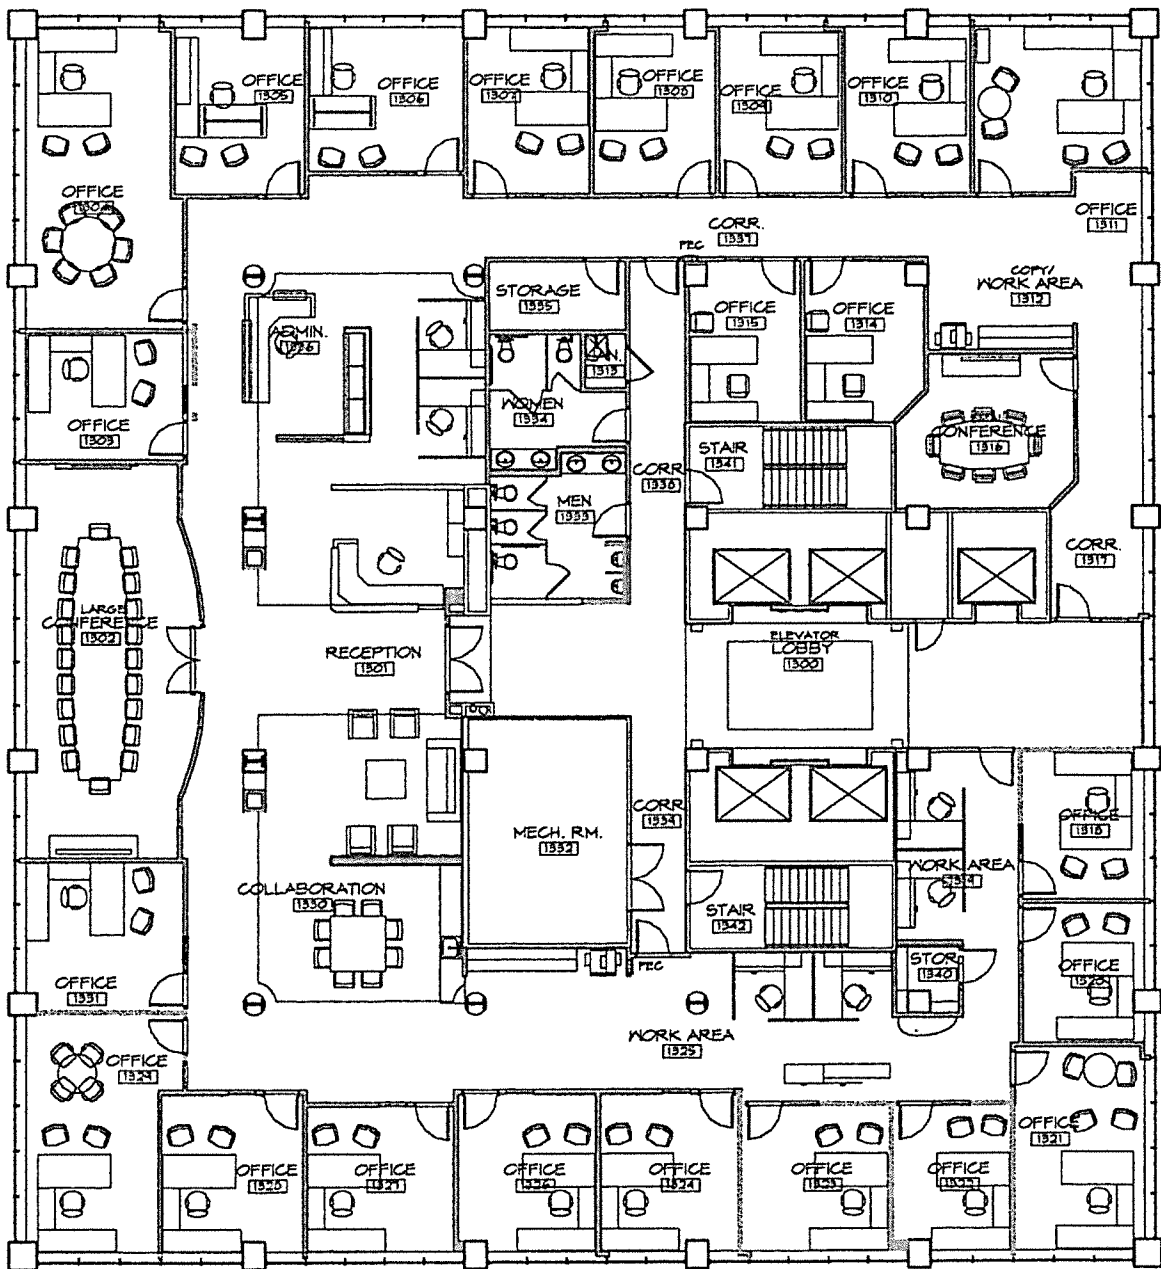 OFFICE
1305
OFFICE
1306
OFFICE
1307
OFFICE
OFFICE
1309
OFFICE
1310
OFFICE
OFFICE
1311
CORR.
1337
FEC
COPY/
WORK AREA
1312
STORAGE
1335
OFFICE
1315
OFFICE
1314
ADMIN.
1336
1313
WOMEN
1334
OFFICE
1303
CONFERENCE
1316
STAIR
1341
CORR.
1338
MEN
1333
CORR.
1317
LARGE
CONFERENCE
1302
RECEPTION
1301
ELEVATOR
LOBBY
1300
MECH. RM.
1332
CORR.
1339
OFFICE
1318
WORK AREA
1319
COLLABORATION
1330
STAIR
1342
STOR.
1340
OFFICE
1320
FEC
OFFICE
1331
WORK AREA
1325
OFFICE
1329
OFFICE
1321
OFFICE
1328
OFFICE
1327
OFFICE
1326
OFFICE
1324
OFFICE
1323
OFFICE
1322